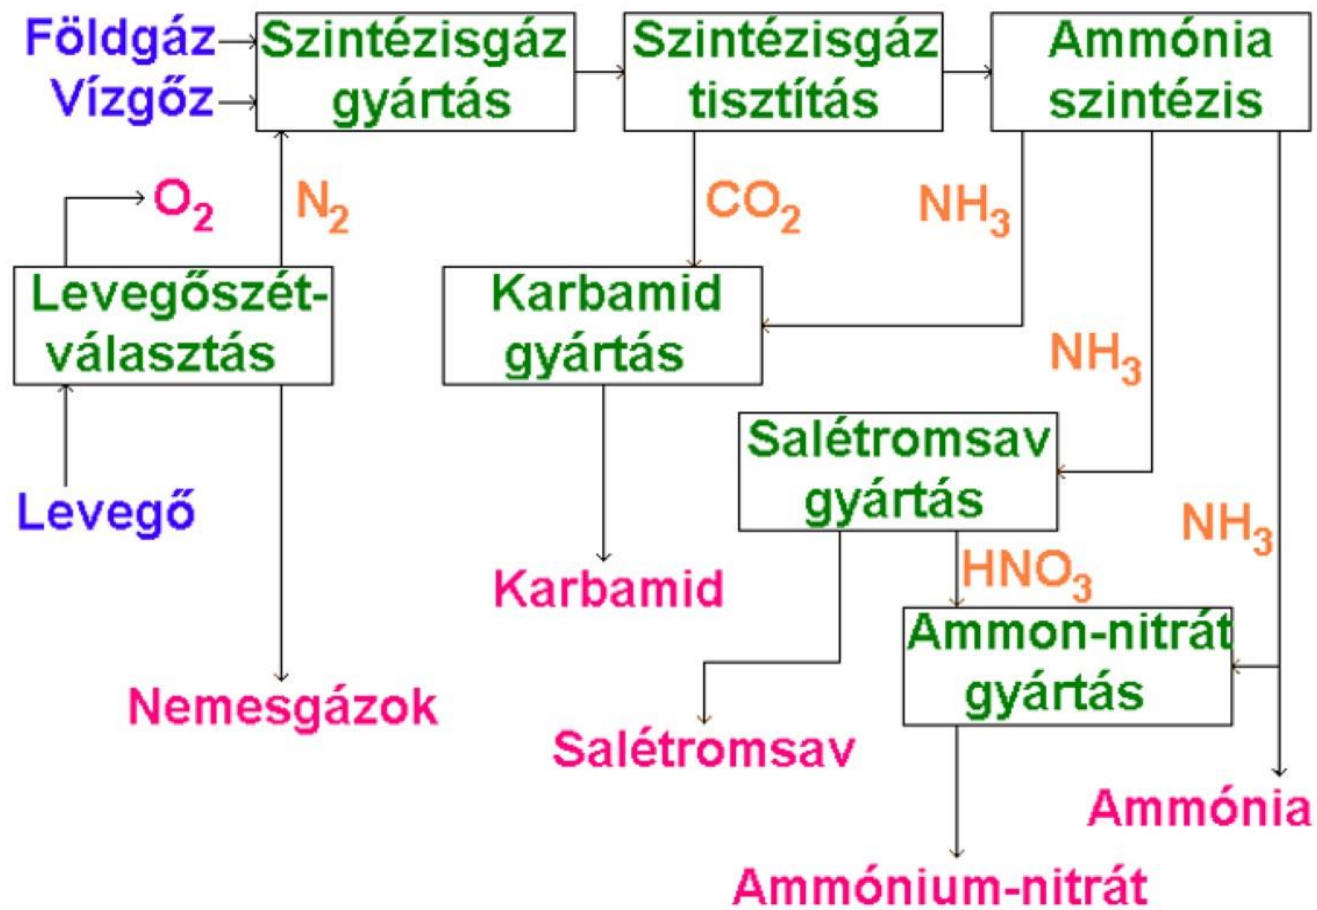 Földgáz
Vízgőz
Szintézisgáz
gyártás
Szintézisgáz
tisztítás
Ammónia
szintézis
O₂
N₂
CO₂
NH₃
Levegőszét-
választás
Karbamid
gyártás
NH₃
Salétromsav
gyártás
Levegő
NH₃
HNO₃
Karbamid
Ammon-nitrát
gyártás
Nemesgázok
Salétromsav
Ammónia
Ammónium-nitrát